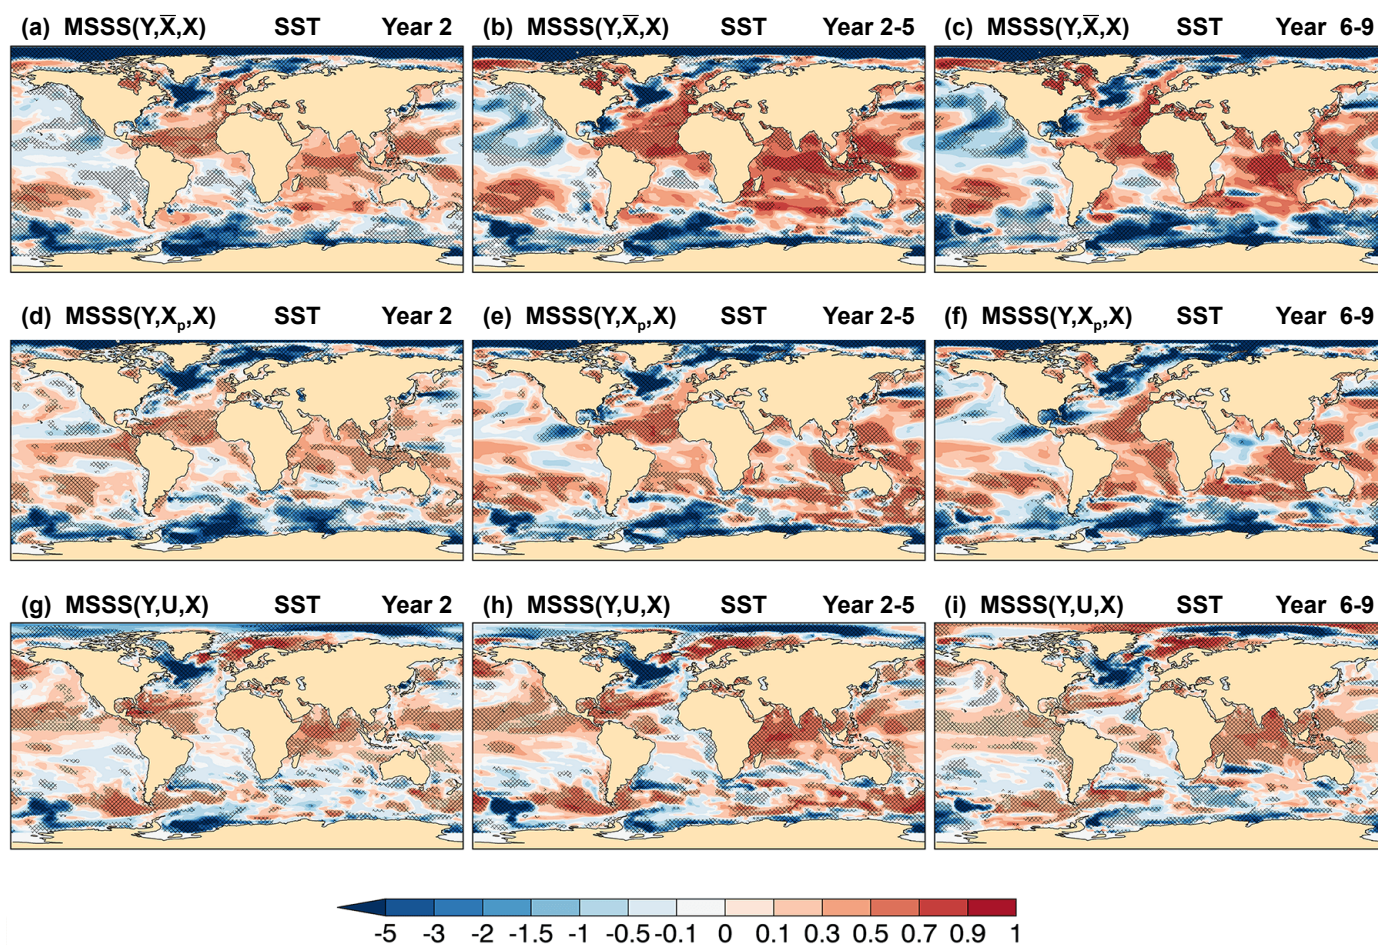 (a) MSSS(Y,X̅,X) SST Year 2
(b) MSSS(Y,X̅,X) SST Year 2-5
(c) MSSS(Y,X̅,X) SST Year 6-9
(d) MSSS(Y,Xₚ,X) SST Year 2
(e) MSSS(Y,Xₚ,X) SST Year 2-5
(f) MSSS(Y,Xₚ,X) SST Year 6-9
(g) MSSS(Y,U,X) SST Year 2
(h) MSSS(Y,U,X) SST Year 2-5
(i) MSSS(Y,U,X) SST Year 6-9
-5 -3 -2 -1.5 -1 -0.5 -0.1 0 0.1 0.3 0.5 0.7 0.9 1